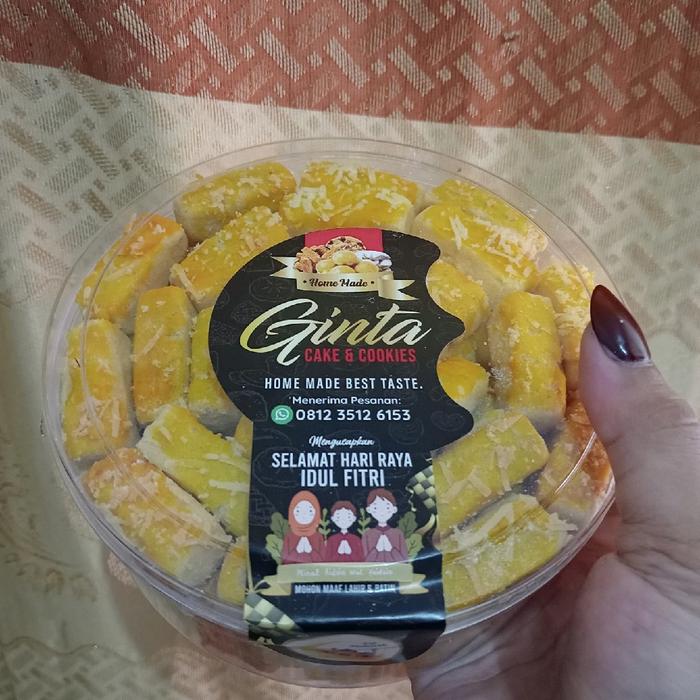 Home Made
Ginta
CAKE & COOKIES
HOME MADE BEST TASTE.
Menerima Pesanan:
0812 3512 6153
Mengucapkan
SELAMAT HARI RAYA
IDUL FITRI
MOHON MAAF LAHIR & BATIN